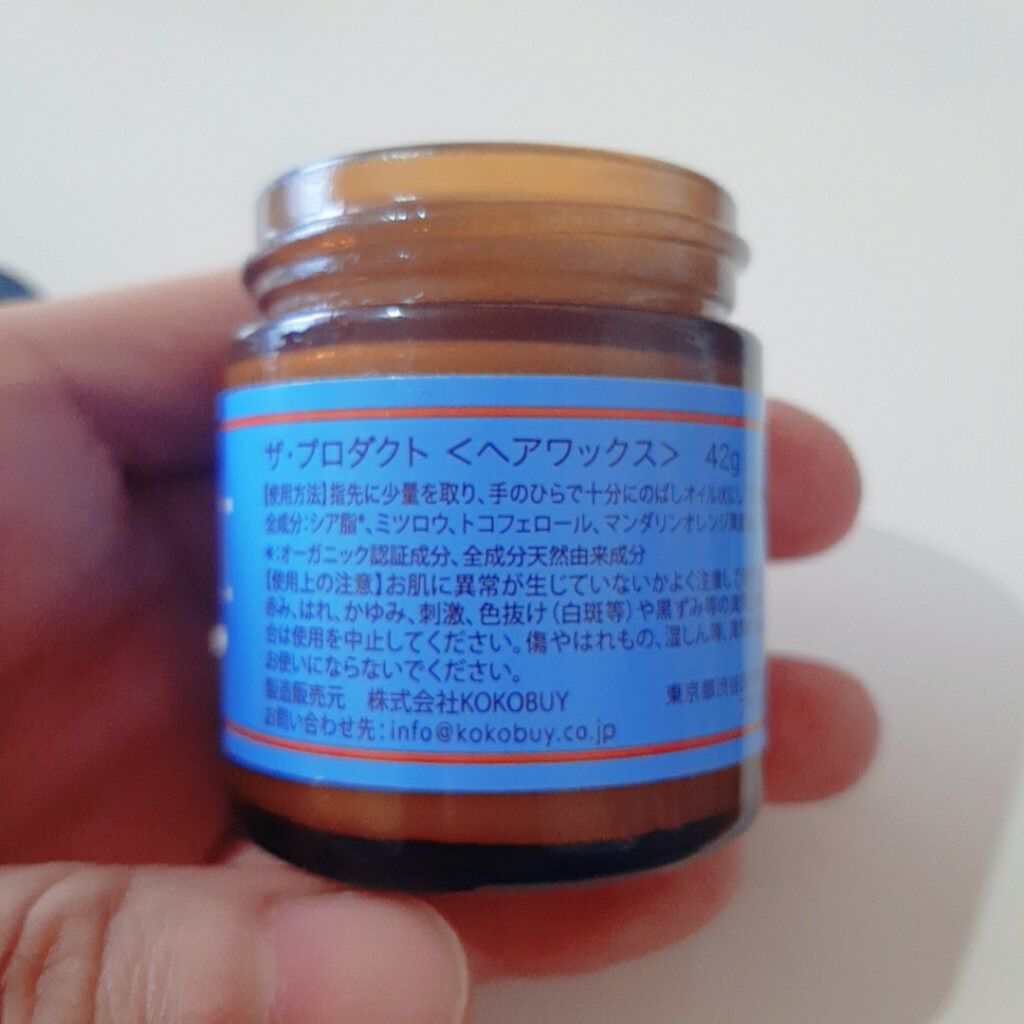 ザ・プロダクト <ヘアワックス> 42g
【使用方法】指先に少量を取り、手のひらで十分にのばしオイル状にし
全成分:シア脂*、ミツロウ、トコフェロール、マンダリンオレンジ果
*:オーガニック認証成分、全成分天然由来成分
【使用上の注意】お肌に異常が生じていないかよく注意して
赤み、はれ、かゆみ、刺激、色抜け(白斑等)や黒ずみ等の
合は使用を中止してください。傷やはれもの、湿しん等、
お使いにならないでください。
製造販売元 株式会社KOKOBUY 東京都渋谷
お問い合わせ先:info@kokobuy.co.jp